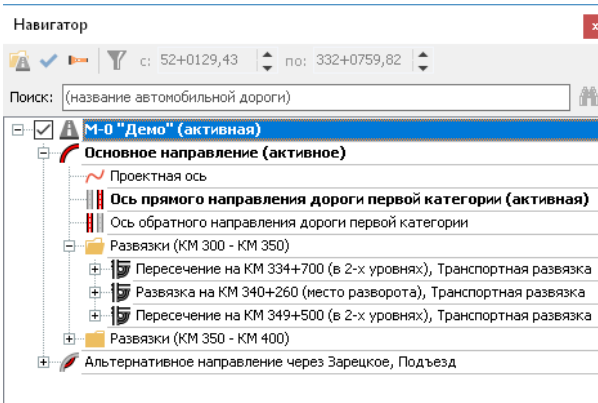 Навигатор
с: 52+0129,43 по: 332+0759,82
Поиск: (название автомобильной дороги)
М-0 "Демо" (активная)
Основное направление (активное)
Проектная ось
Ось прямого направления дороги первой категории (активная)
Ось обратного направления дороги первой категории
Развязки (КМ 300 - КМ 350)
Пересечение на КМ 334+700 (в 2-х уровнях), Транспортная развязка
Развязка на КМ 340+260 (место разворота), Транспортная развязка
Пересечение на КМ 349+500 (в 2-х уровнях), Транспортная развязка
Развязки (КМ 350 - КМ 400)
Альтернативное направление через Зарецкое, Подъезд